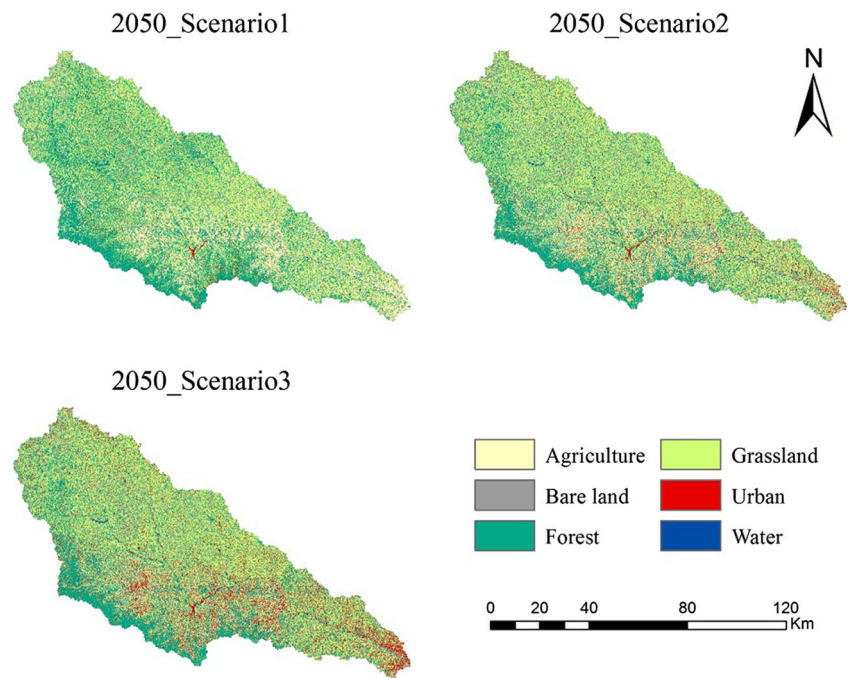 2050_Scenario1
2050_Scenario2
N
2050_Scenario3
Agriculture
Grassland
Bare land
Urban
Forest
Water
0 20 40 80 120
Km